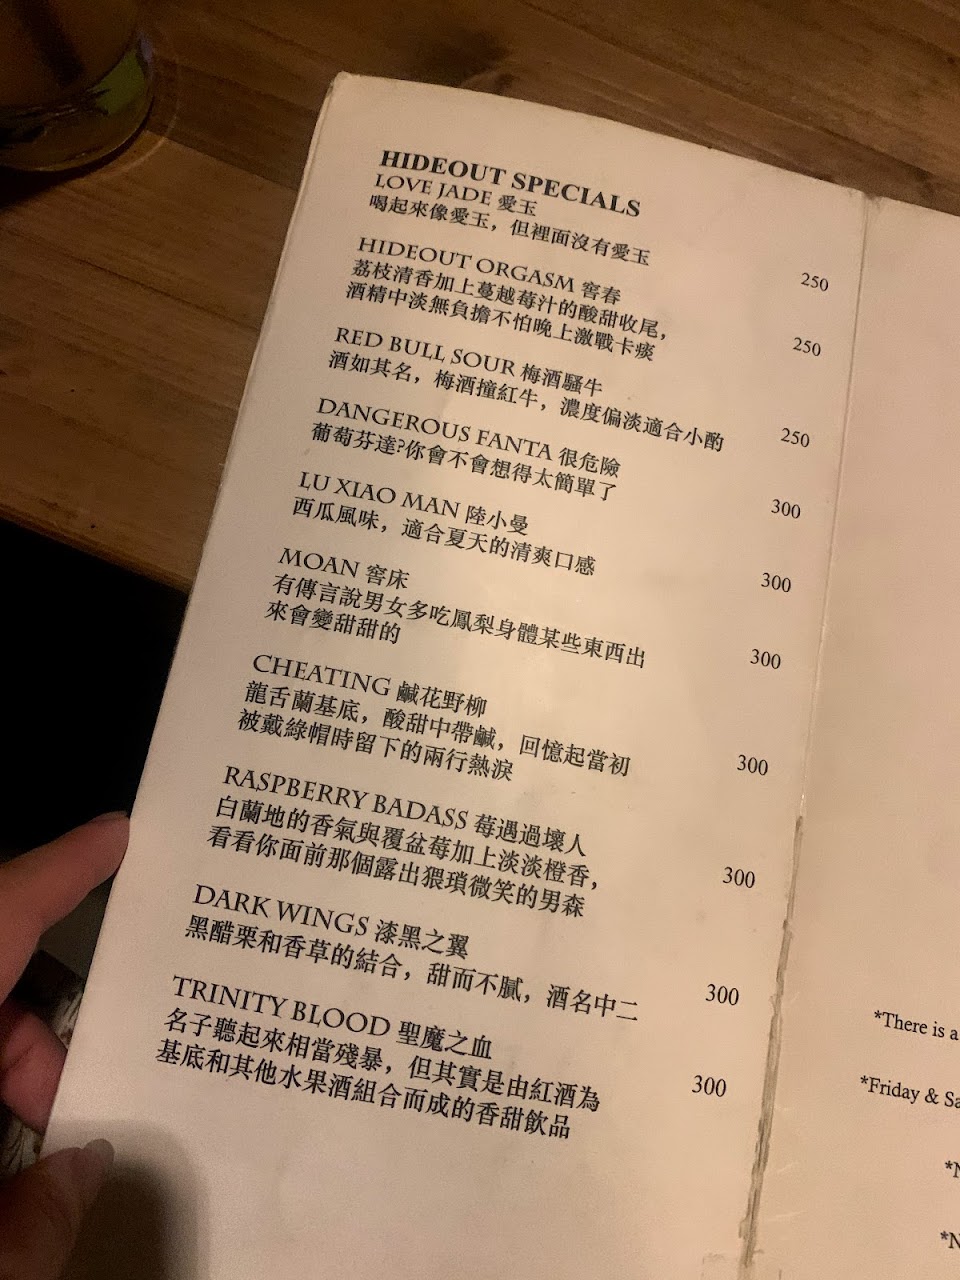 HIDEOUT SPECIALS
LOVE JADE 愛玉 250
喝起來像愛玉，但裡面沒有愛玉
HIDEOUT ORGASM 窖春 250
荔枝清香加上蔓越莓汁的酸甜收尾，
酒精中淡無負擔不怕晚上激戰卡痰
RED BULL SOUR 梅酒騷牛 250
酒如其名，梅酒撞紅牛，濃度偏淡適合小酌
DANGEROUS FANTA 很危險 300
葡萄芬達?你會不會想得太簡單了
LU XIAO MAN 陸小曼 300
西瓜風味，適合夏天的清爽口感
MOAN 窖床 300
有傳言說男女多吃鳳梨身體某些東西出
來會變甜甜的
CHEATING 鹹花野柳 300
龍舌蘭基底，酸甜中帶鹹，回憶起當初
被戴綠帽時留下的兩行熱淚
RASPBERRY BADASS 莓遇過壞人 300
白蘭地的香氣與覆盆莓加上淡淡橙香，
看看你面前那個露出猥瑣微笑的男森
DARK WINGS 漆黑之翼 300
黑醋栗和香草的結合，甜而不膩，酒名中二
TRINITY BLOOD 聖魔之血 300
名子聽起來相當殘暴，但其實是由紅酒為
基底和其他水果酒組合而成的香甜飲品
*There is a
*Friday & Sa
*N
*N